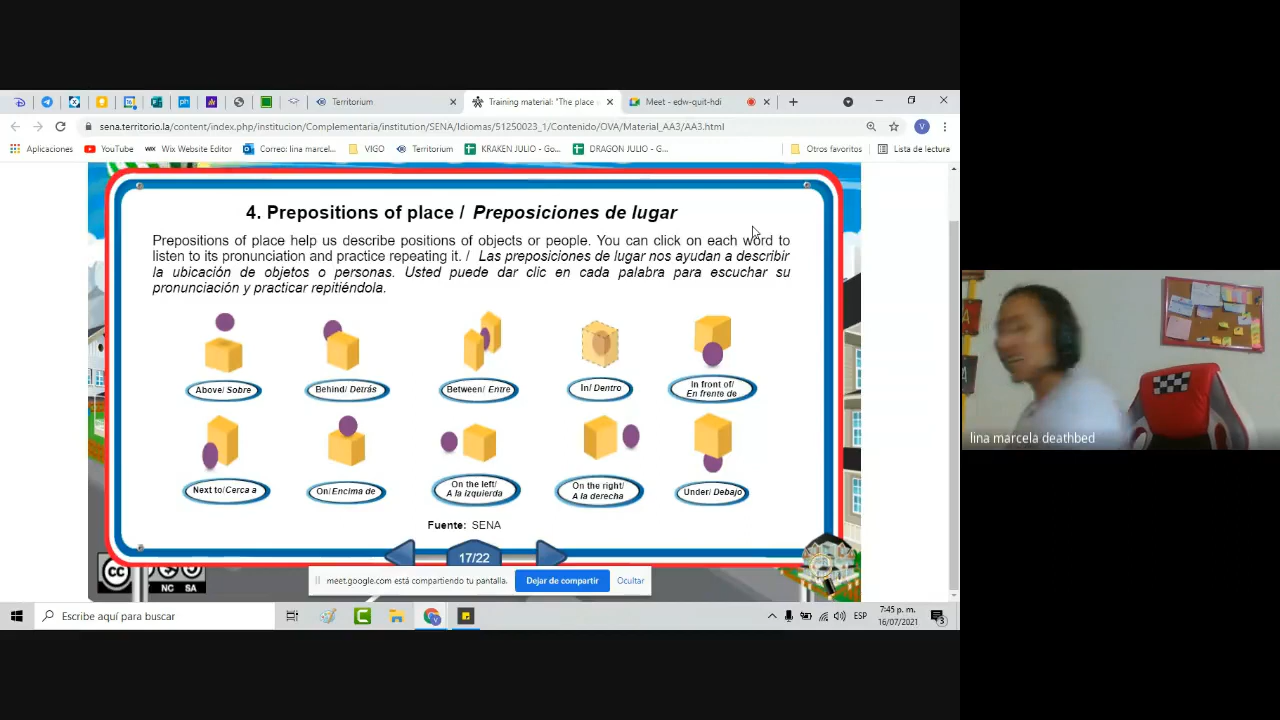 Territorium
Training material: "The place
Meet - edw-quit-hdi
sena.territorio.la/content/index.php/institucion/Complementaria/institution/SENA/Idiomas/51250023_1/Contenido/OVA/Material_AA3/AA3.html
V
Aplicaciones
YouTube
WIX Wix Website Editor
Correo: lina marcel...
VIGO
Territorium
KRAKEN JULIO - Go...
DRAGON JULIO - G...
Otros favoritos
Lista de lectura
4. Prepositions of place / Preposiciones de lugar
Prepositions of place help us describe positions of objects or people. You can click on each word to
listen to its pronunciation and practice repeating it. / Las preposiciones de lugar nos ayudan a describir
la ubicación de objetos o personas. Usted puede dar clic en cada palabra para escuchar su
pronunciación y practicar repitiéndola.
Above/ Sobre
Behind/ Detrás
Between/ Entre
In/ Dentro
In front of/
En frente de
Next to/Cerca a
On/Encima de
On the left/
A la izquierda
On the right/
A la derecha
Under/ Debajo
Fuente: SENA
17/22
cc
NC SA
meet.google.com está compartiendo tu pantalla.
Dejar de compartir
Ocultar
Escribe aquí para buscar
ESP
7:45 p. m.
16/07/2021
3
lina marcela deathbed